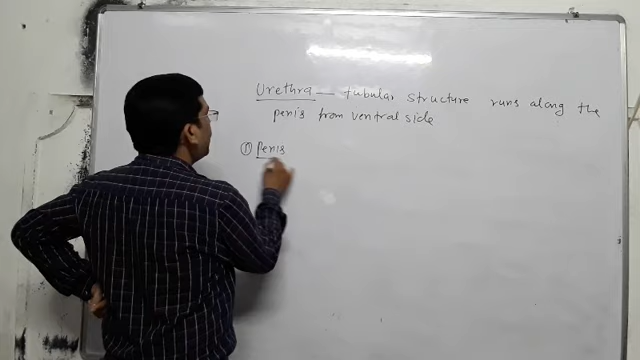 Urethra — tubular structure runs along the
penis from ventral side
① Penis